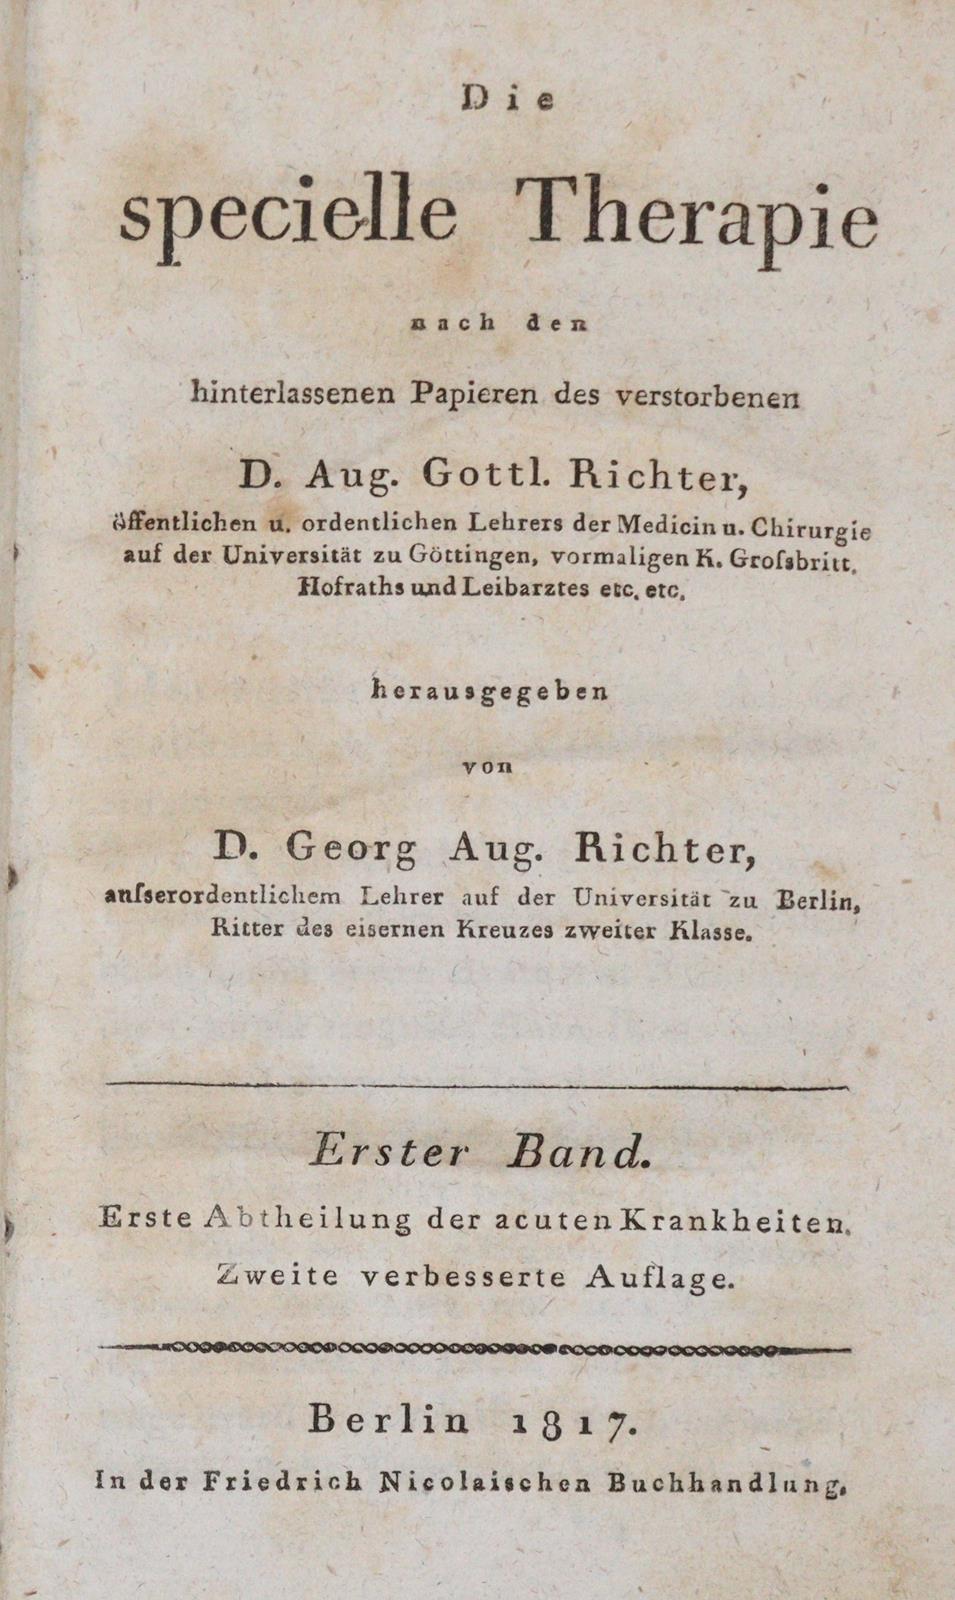 Die
specielle Therapie
nach den
hinterlassenen Papieren des verstorbenen
D. Aug. Gottl. Richter,
öffentlichen u. ordentlichen Lehrers der Medicin u. Chirurgie
auf der Universität zu Göttingen, vormaligen K. Groſsbritt.
Hofraths und Leibarztes etc. etc.
herausgegeben
von
D. Georg Aug. Richter,
auſserordentlichem Lehrer auf der Universität zu Berlin,
Ritter des eisernen Kreuzes zweiter Klasse.
Erster Band.
Erste Abtheilung der acuten Krankheiten.
Zweite verbesserte Auflage.
Berlin 1817.
In der Friedrich Nicolaischen Buchhandlung.